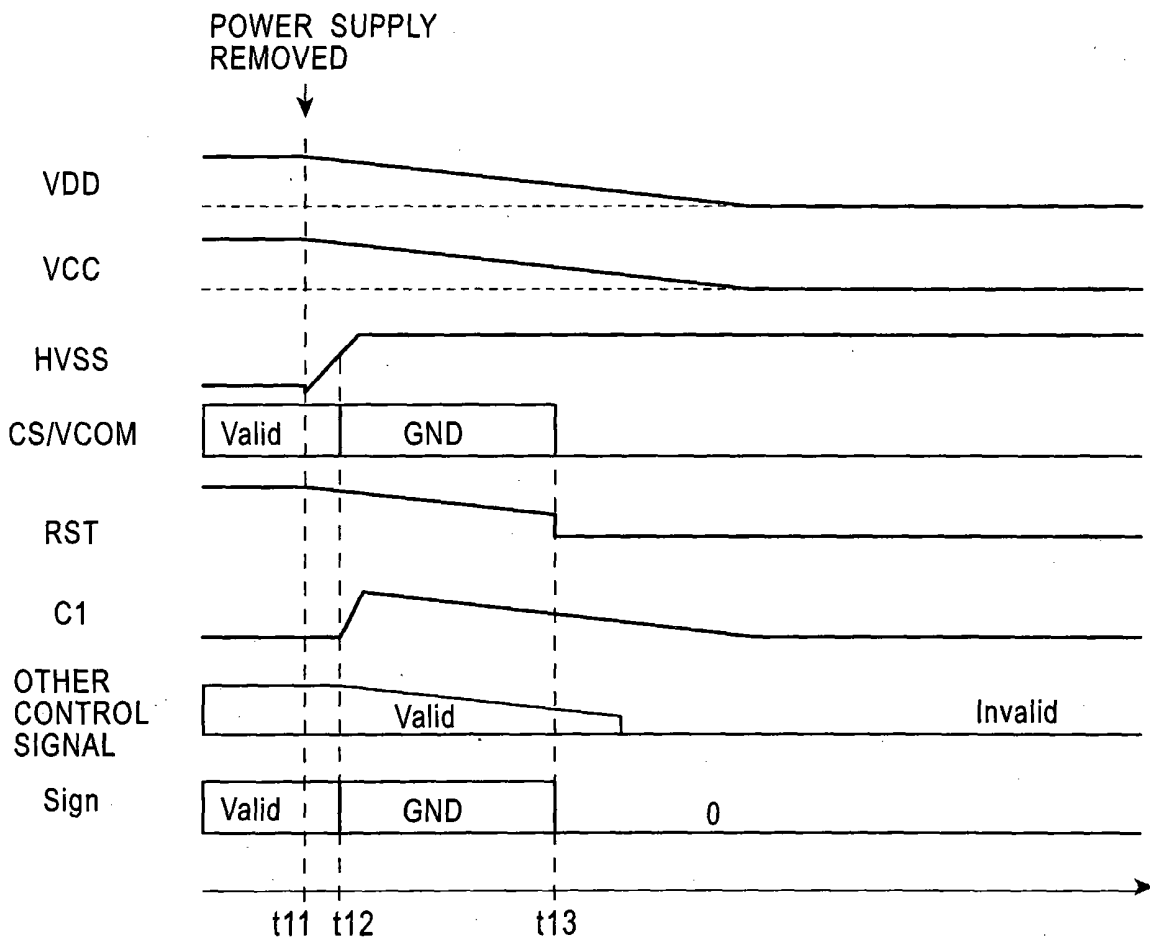 POWER SUPPLY
REMOVED
VDD
VCC
HVSS
CS/VCOM
Valid
GND
RST
C1
OTHER
CONTROL
SIGNAL
Valid
Invalid
Sign
Valid
GND
0
t11
t12
t13